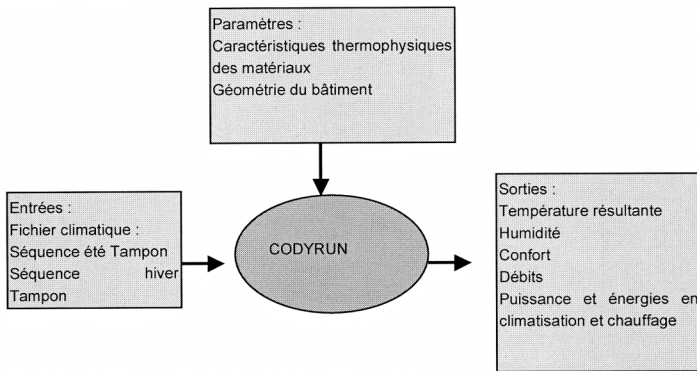 Paramètres :
Caractéristiques thermophysiques
des matériaux
Géométrie du bâtiment
Entrées :
Fichier climatique :
Séquence été Tampon
Séquence hiver
Tampon
CODYRUN
Sorties :
Température résultante
Humidité
Confort
Débits
Puissance et énergies en
climatisation et chauffage